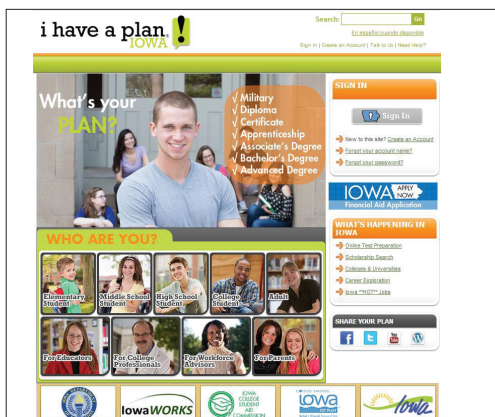 i have a plan
IOWA
Search:
Go
En español cuando disponible
Sign In | Create an Account | Talk to Us | Need Help?
What's your
PLAN?
√ Military
√ Diploma
√ Certificate
√ Apprenticeship
√ Associate's Degree
√ Bachelor's Degree
√ Advanced Degree
SIGN IN
Sign In
New to this site? Create an Account
Forgot your account name?
Forgot your password?
IOWA APPLY NOW
Financial Aid Application
WHAT'S HAPPENING IN
IOWA
Online Test Preparation
Scholarship Search
Colleges & Universities
Career Exploration
Iowa "HOT" Jobs
SHARE YOUR PLAN
WHO ARE YOU?
Elementary
Student
Middle School
Student
High School
Student
College
Student
Adult
For Educators
For College
Professionals
For Workforce
Advisors
For Parents
IowaWORKS
IOWA
COLLEGE
STUDENT
AID
COMMISSION
COLLEGE SAVINGS
iowa
Iowa